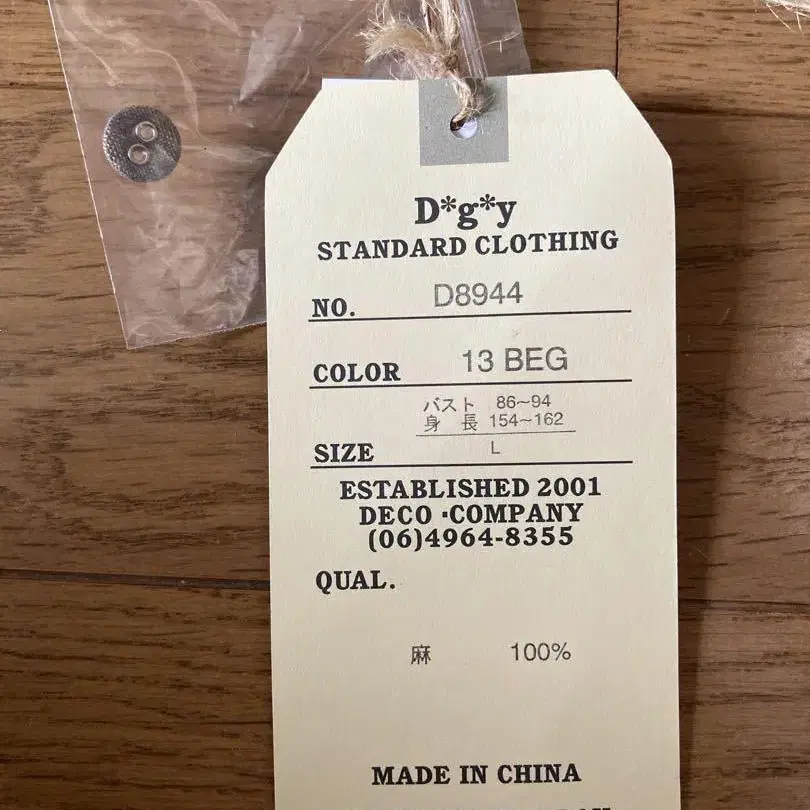 D*g*y
STANDARD CLOTHING
NO. D8944
COLOR 13 BEG
バスト 86~94
身長 154~162
SIZE L
ESTABLISHED 2001
DECO・COMPANY
(06)4964-8355
QUAL.
麻 100%
MADE IN CHINA